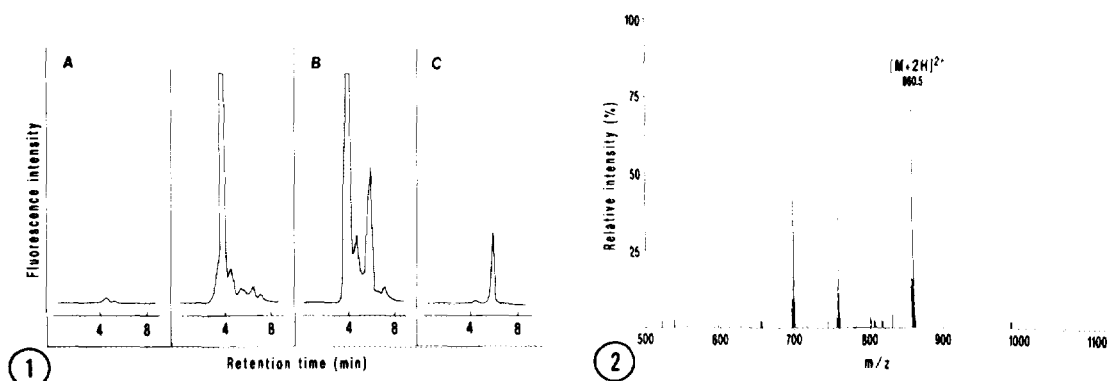 A
B
C
Fluorescence intensity
4 8
4 8
4 8
4 8
Retention time (min)
1
100
75
50
25
Relative intensity (%)
[M+2H]²⁺
860.5
500 600 700 800 900 1000 1100
m/z
2